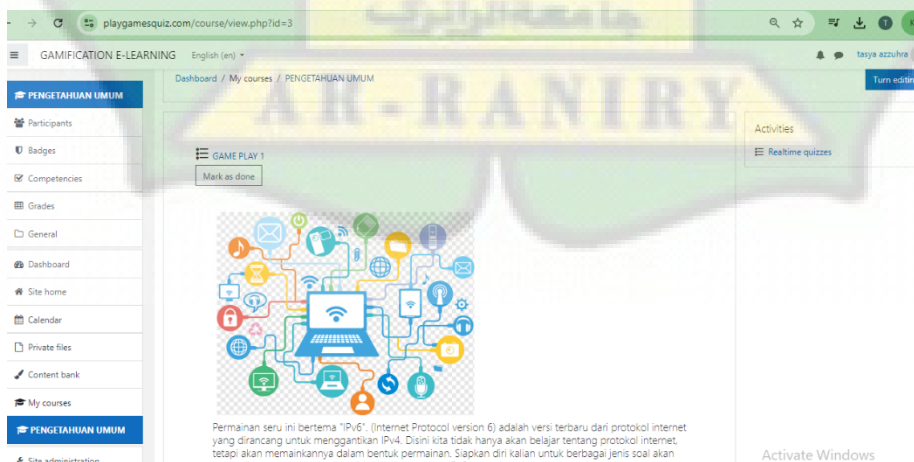 playgamesquiz.com/course/view.php?id=3
جامعة الرانري
GAMIFICATION E-LEARNING English (en)
tasya azzuhra
Dashboard / My courses / PENGETAHUAN UMUM
Turn editin
AR-RANIRY
PENGETAHUAN UMUM
Participants
Badges
Competencies
Grades
General
Dashboard
Site home
Calendar
Private files
Content bank
My courses
PENGETAHUAN UMUM
Site administration
GAME PLAY 1
Mark as done
Permainan seru ini bertema "IPv6". (Internet Protocol version 6) adalah versi terbaru dari protokol internet
yang dirancang untuk menggantikan IPv4. Disini kita tidak hanya akan belajar tentang protokol internet,
tetapi akan memainkannya dalam bentuk permainan. Siapkan diri kalian untuk berbagai jenis soal akan
Activities
Realtime quizzes
Activate Windows